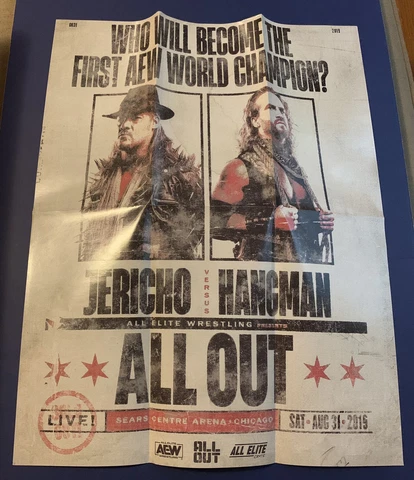 WHO WILL BECOME THE
FIRST AEW WORLD CHAMPION?
JERICHO
VERSUS
HANGMAN
ALL ELITE WRESTLING PRESENTS
ALL OUT
LIVE!
SEARS CENTRE ARENA • CHICAGO
SAT • AUG 31 • 2019
AEW
ALL
OUT
ALL ELITE